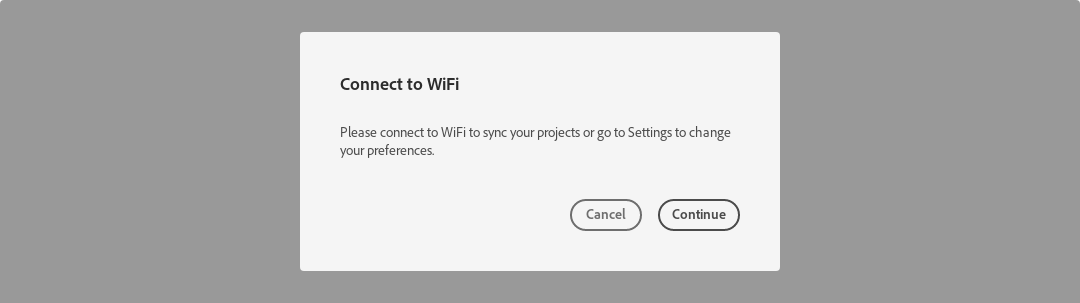 Connect to WiFi
Please connect to WiFi to sync your projects or go to Settings to change
your preferences.
Cancel Continue